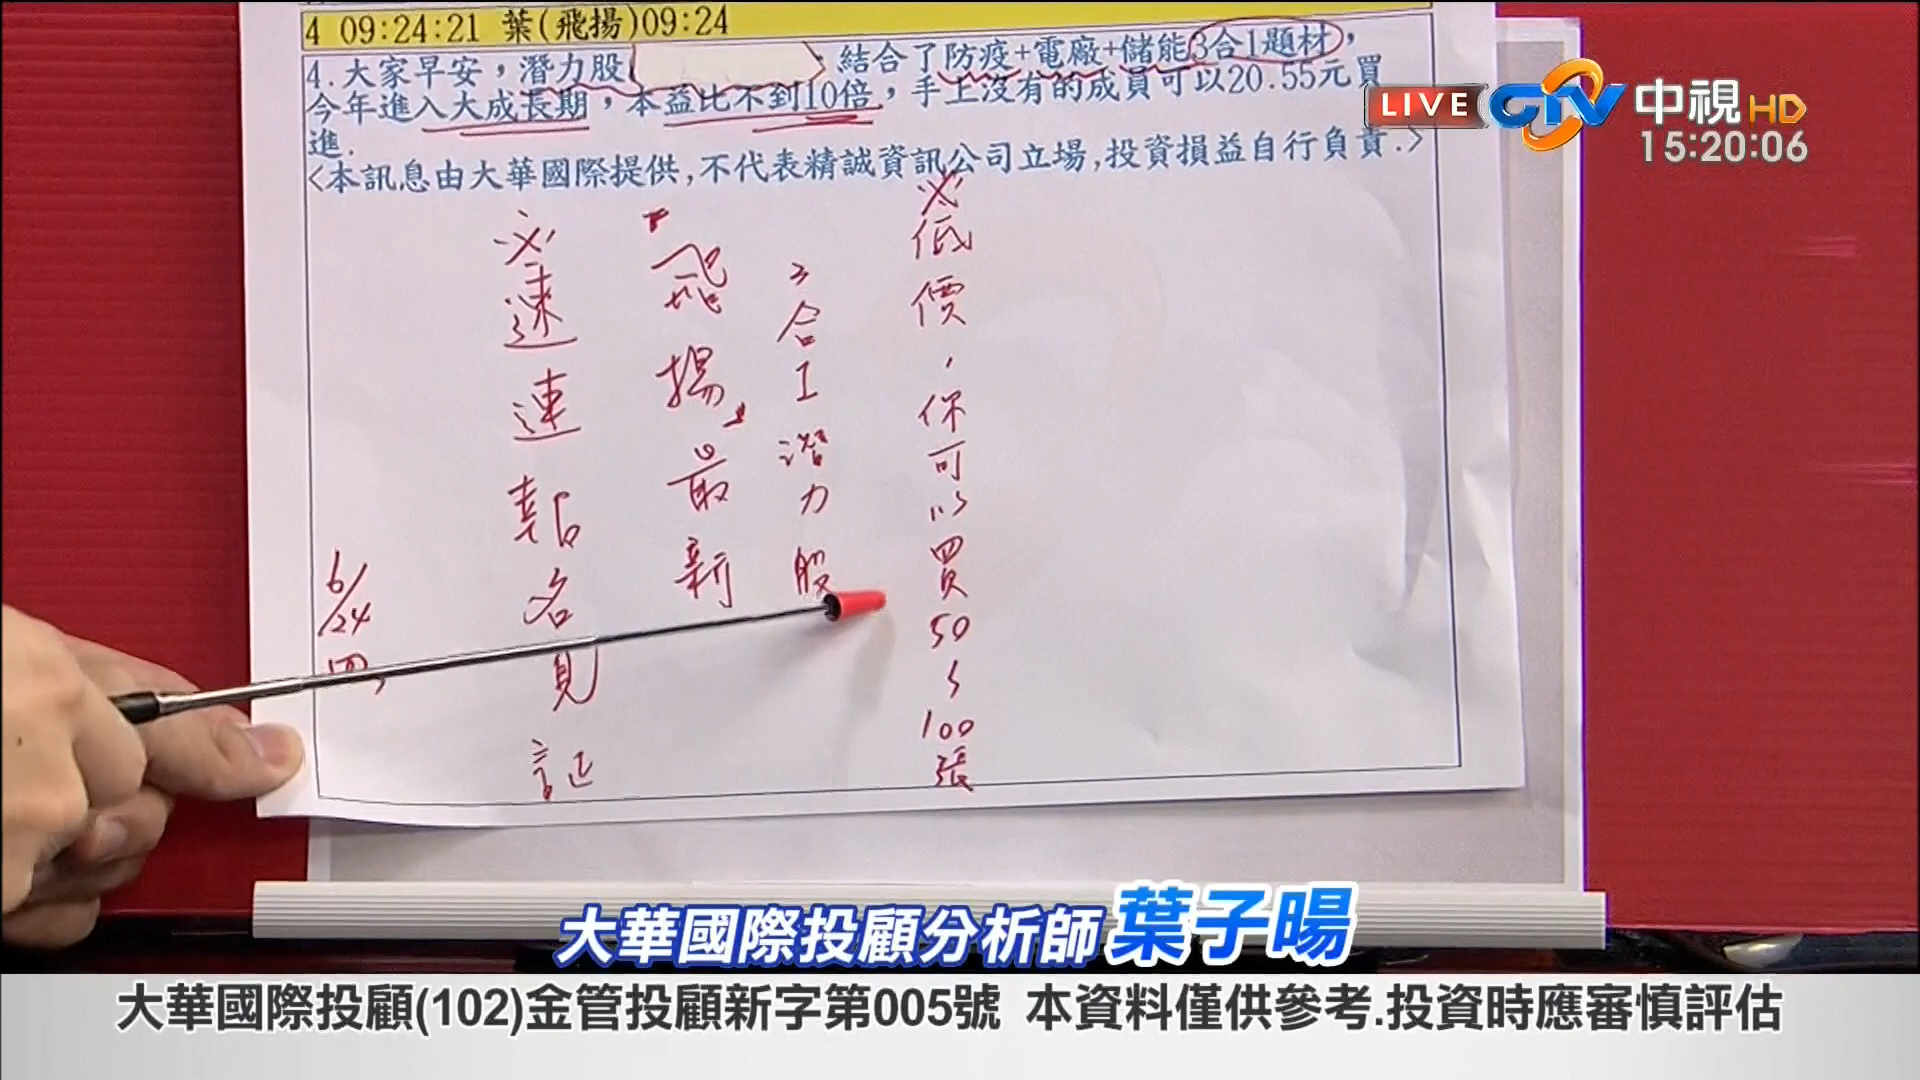 4 09:24:21 葉(飛揚)09:24
4.大家早安，潛力股
結合了防疫+電廠+儲能3合1題材，
今年進入大成長期，本益比不到10倍，手上沒有的成員可以20.55元買
進.
<本訊息由大華國際提供,不代表精誠資訊公司立場,投資損益自行負責.>
LIVE CTV 中視HD
15:20:06
6/24
四
速速報名見証
飛揚最新
3合1潛力股
低價，你可以買50~100張
大華國際投顧分析師 葉子暘
大華國際投顧(102)金管投顧新字第005號 本資料僅供參考.投資時應審慎評估